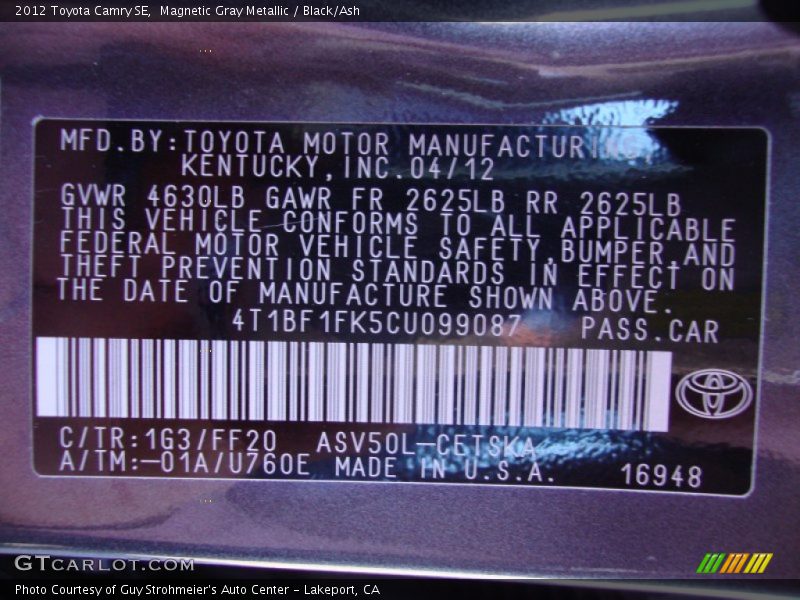 2012 Toyota Camry SE,  Magnetic Gray Metallic / Black/Ash
MFD.BY:TOYOTA MOTOR MANUFACTURING
KENTUCKY,INC.04/12
GVWR 4630LB GAWR FR 2625LB RR 2625LB
THIS VEHICLE CONFORMS TO ALL APPLICABLE
FEDERAL MOTOR VEHICLE SAFETY,BUMPER,AND
THEFT PREVENTION STANDARDS IN EFFECT ON
THE DATE OF MANUFACTURE SHOWN ABOVE.
4T1BF1FK5CU099087 PASS.CAR
C/TR:1G3/FF20 ASV50L-CETSKA
A/TM:-01A/U760E MADE IN U.S.A. 16948
GTCARLOT.COM
Photo Courtesy of Guy Strohmeier's Auto Center - Lakeport, CA